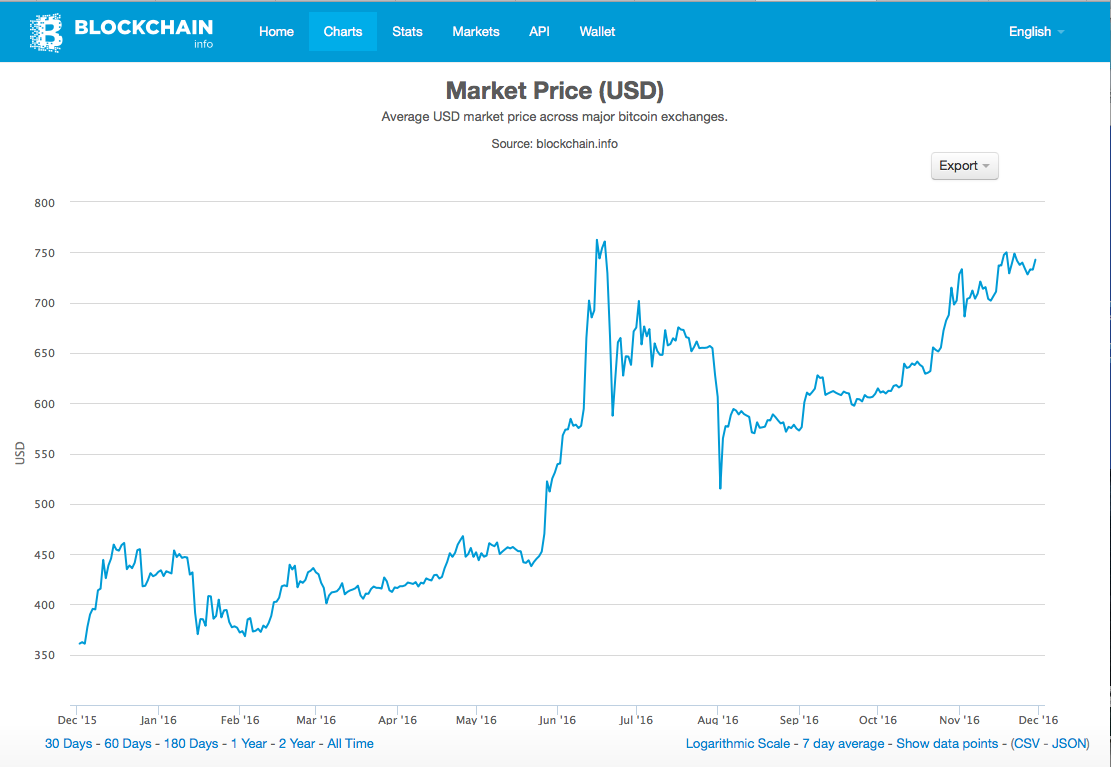 BLOCKCHAIN
info
Home Charts Stats Markets API Wallet English
Market Price (USD)
Average USD market price across major bitcoin exchanges.
Source: blockchain.info
Export
800
750
700
650
600
550
500
450
400
350
USD
Dec '15 Jan '16 Feb '16 Mar '16 Apr '16 May '16 Jun '16 Jul '16 Aug '16 Sep '16 Oct '16 Nov '16 Dec '16
30 Days - 60 Days - 180 Days - 1 Year - 2 Year - All Time
Logarithmic Scale - 7 day average - Show data points - (CSV - JSON)